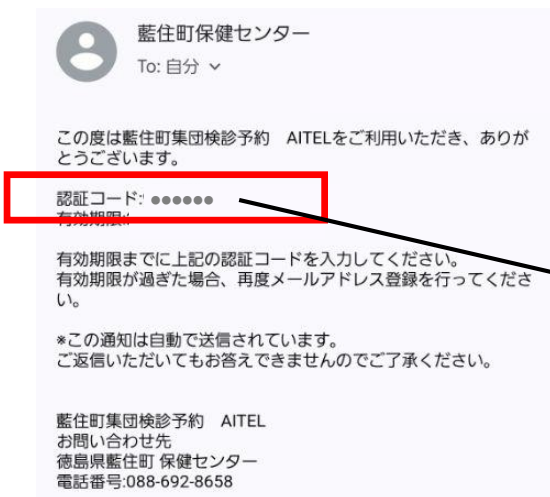 藍住町保健センター
To: 自分
この度は藍住町集団検診予約　AITELをご利用いただき、ありが
とうございます。
認証コード: ●●●●●●
有効期限:
有効期限までに上記の認証コードを入力してください。
有効期限が過ぎた場合、再度メールアドレス登録を行ってくださ
い。
*この通知は自動で送信されています。
ご返信いただいてもお答えできませんのでご了承ください。
藍住町集団検診予約　AITEL
お問い合わせ先
徳島県藍住町 保健センター
電話番号:088-692-8658